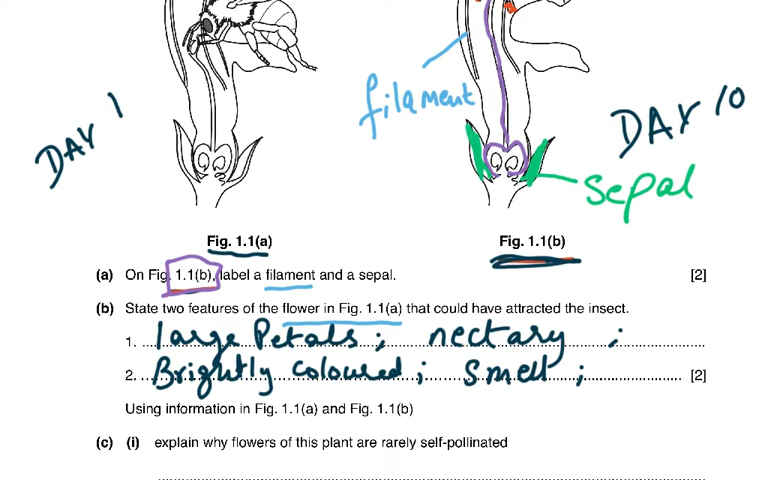 filament
DAY 1
DAY 10
sepal
Fig. 1.1(a)
Fig. 1.1(b)
(a) On Fig. 1.1(b), label a filament and a sepal. [2]
(b) State two features of the flower in Fig. 1.1(a) that could have attracted the insect.
1. large Petals ; nectary ;
2. Brightly coloured ; Smell ; [2]
Using information in Fig. 1.1(a) and Fig. 1.1(b)
(c) (i) explain why flowers of this plant are rarely self-pollinated